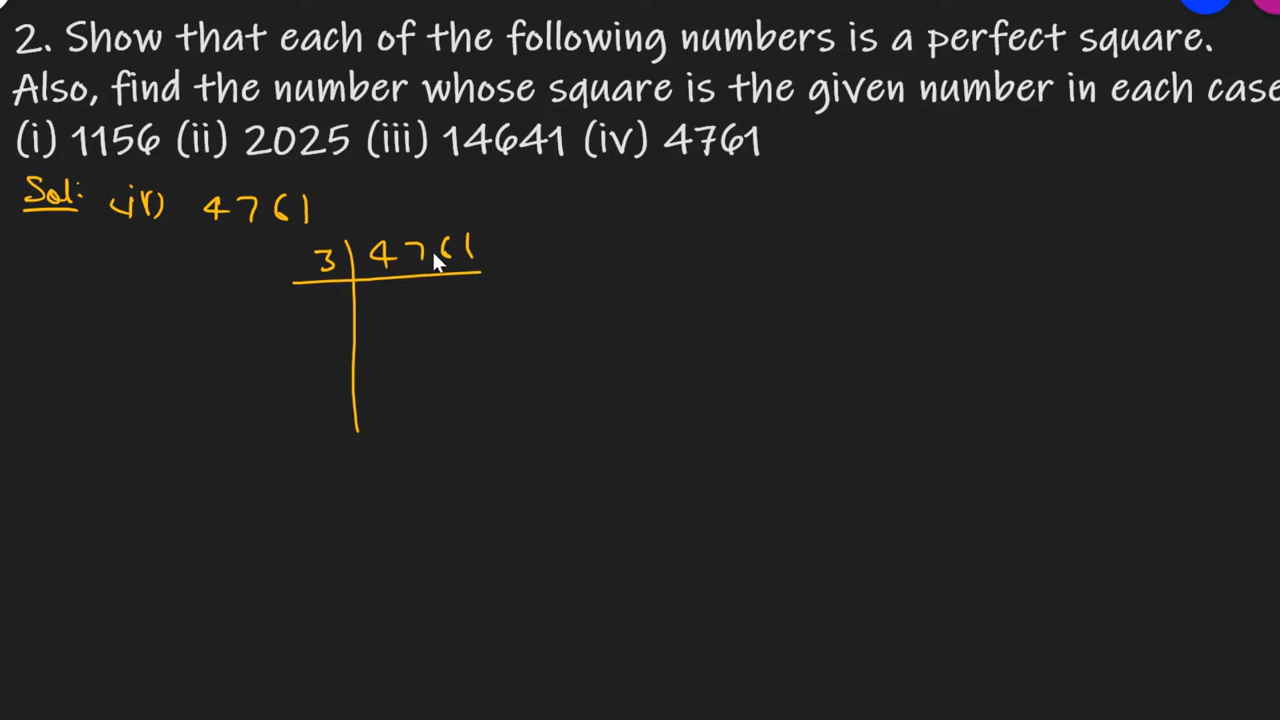 2. Show that each of the following numbers is a perfect square.
Also, find the number whose square is the given number in each case
(i) 1156 (ii) 2025 (iii) 14641 (iv) 4761
Sol: (iv) 4761
3 4761